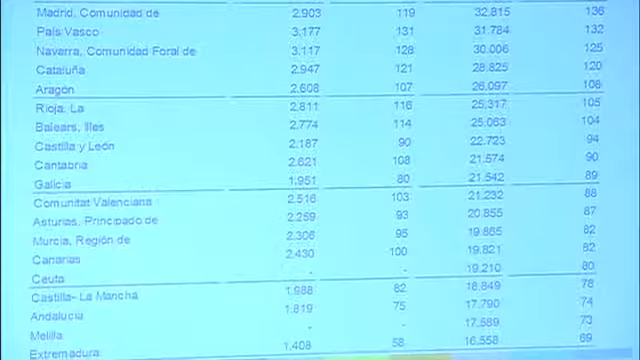 Madrid, Comunidad de 2.903 119 32.815 136
País Vasco 3.177 131 31.784 132
Navarra, Comunidad Foral de 3.117 128 30.006 125
Cataluña 2.947 121 28.825 120
Aragón 2.608 107 26.097 108
Rioja, La 2.811 116 25.317 105
Balears, Illes 2.774 114 25.063 104
Castilla y León 2.187 90 22.723 94
Cantabria 2.621 108 21.574 90
Galicia 1.951 80 21.542 89
Comunitat Valenciana 2.516 103 21.232 88
Asturias, Principado de 2.259 93 20.855 87
Murcia, Región de 2.306 95 19.865 82
Canarias 2.430 100 19.821 82
Ceuta - - 19.210 80
Castilla- La Mancha 1.988 82 18.849 78
Andalucía 1.819 75 17.790 74
Melilla - - 17.589 73
Extremadura 1.408 58 16.558 69